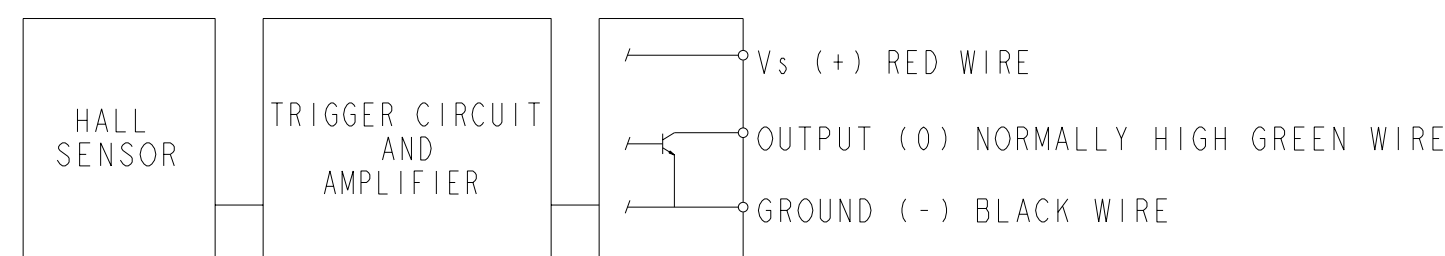 HALL
SENSOR
TRIGGER CIRCUIT
AND
AMPLIFIER
Vs (+) RED WIRE
OUTPUT (0) NORMALLY HIGH GREEN WIRE
GROUND (-) BLACK WIRE